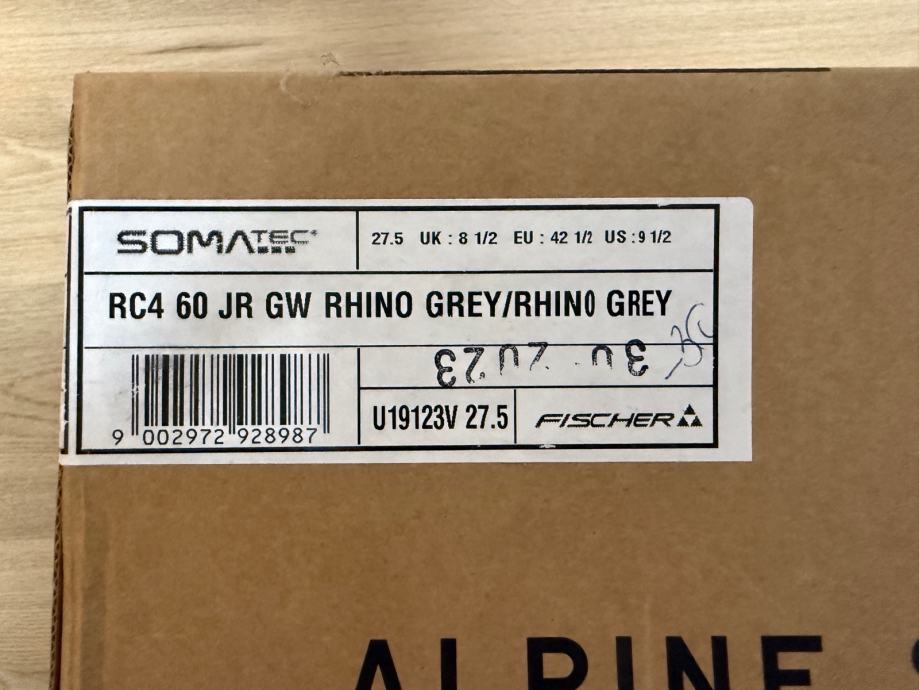 SOMATEC
27.5 UK : 8 1/2 EU : 42 1/2 US : 9 1/2
RC4 60 JR GW RHINO GREY/RHINO GREY
9 002972 928987
U19123V 27.5
FISCHER
ALPINE